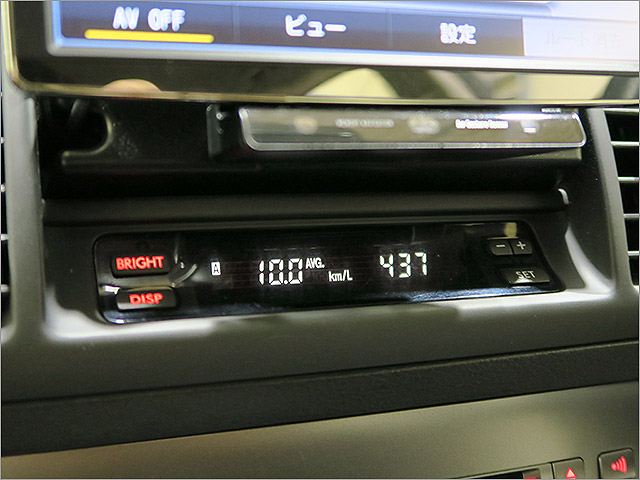 AV OFF ビュー 設定
BRIGHT
A 10.0 AVG. km/L 437
− +
DISP
SET